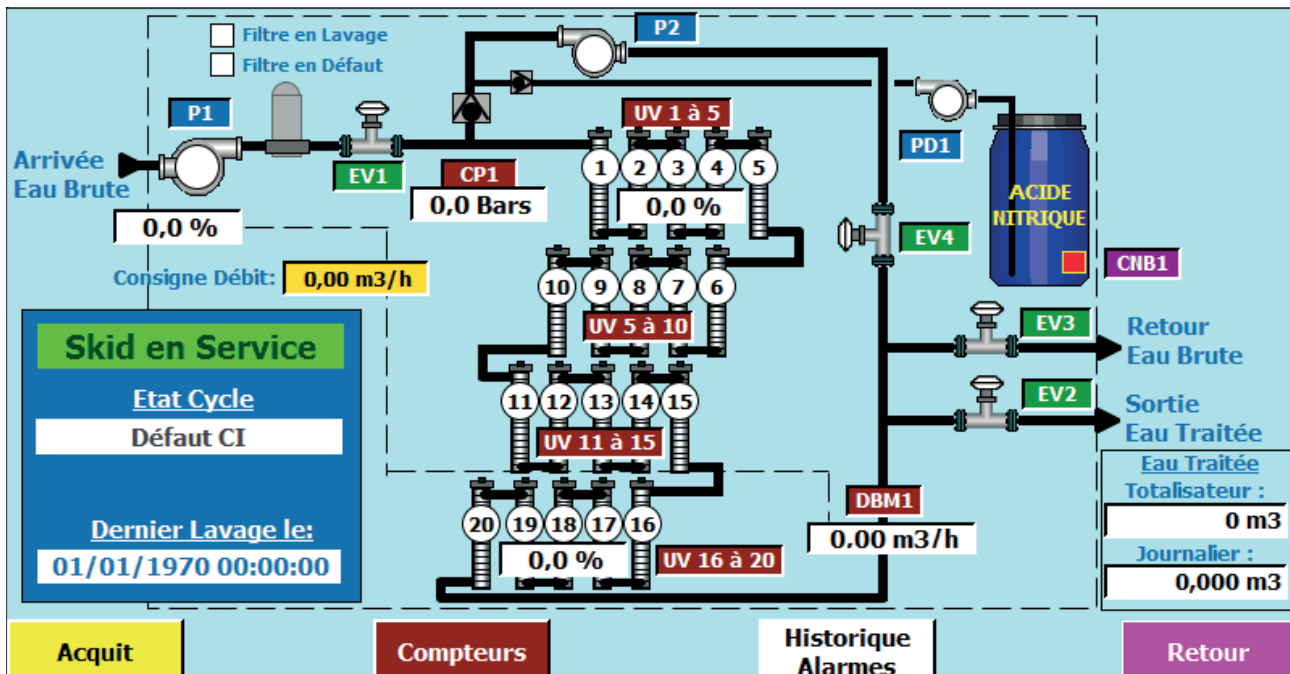 Filtre en Lavage
Filtre en Défaut
P2
P1
UV 1 à 5
PD1
Arrivée
Eau Brute
EV1
CP1
0,0 Bars
1
2
3
4
5
0,0 %
0,0 %
ACIDE
NITRIQUE
EV4
CNB1
Consigne Débit:
0,00 m3/h
10
9
8
7
6
UV 5 à 10
EV3
Retour
Eau Brute
Skid en Service
Etat Cycle
Défaut CI
11
12
13
14
15
UV 11 à 15
EV2
Sortie
Eau Traitée
Eau Traitée
Totalisateur :
0 m3
Journalier :
0,000 m3
DBM1
0.00 m3/h
20
19
18
17
16
0,0 %
UV 16 à 20
Dernier Lavage le:
01/01/1970 00:00:00
Acquit
Compteurs
Historique
Alarmes
Retour